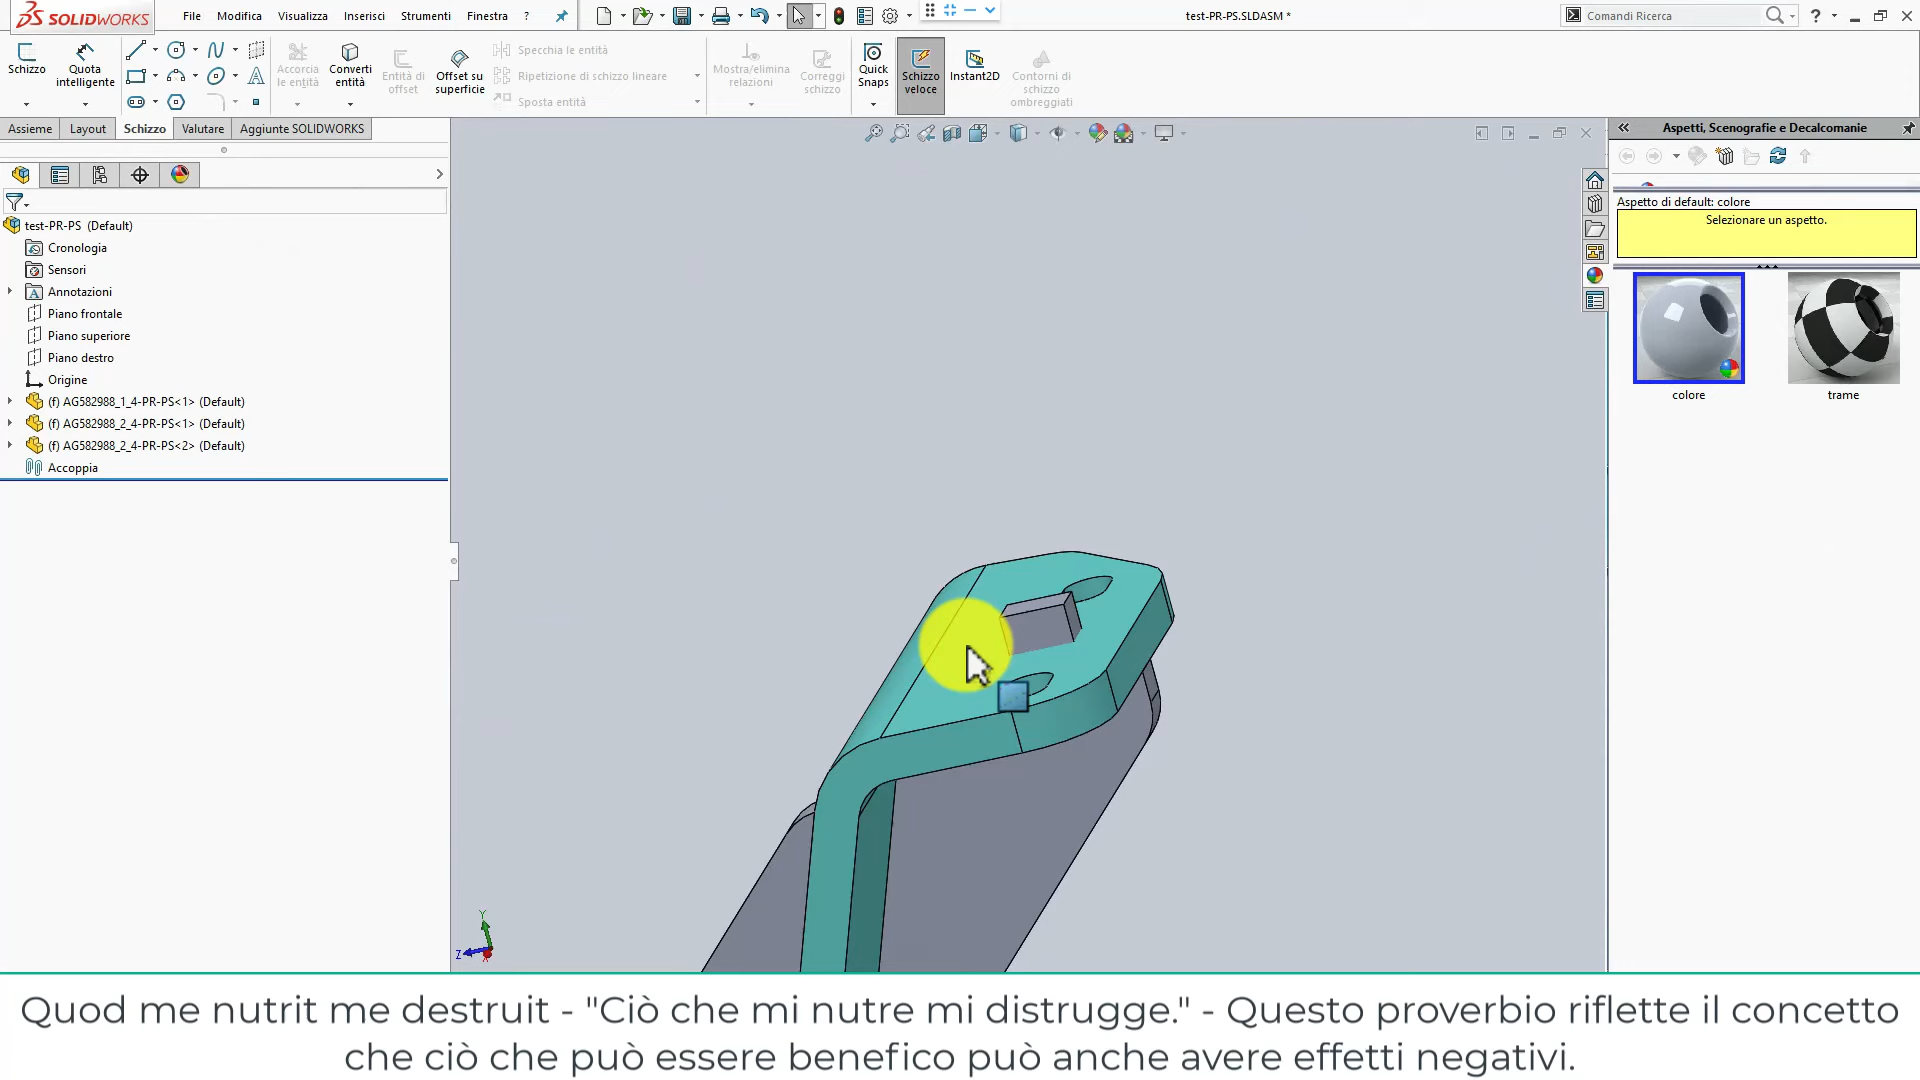 SOLIDWORKS
File Modifica Visualizza Inserisci Strumenti Finestra ?
test-PR-PS.SLDASM *
Comandi Ricerca
?
Schizzo
Quota intelligente
Accorcia le entità
Converti entità
Entità di offset
Offset su superficie
Specchia le entità
Ripetizione di schizzo lineare
Sposta entità
Mostra/elimina relazioni
Correggi schizzo
Quick Snaps
Schizzo veloce
Instant2D
Contorni di schizzo ombreggiati
Assieme Layout Schizzo Valutare Aggiunte SOLIDWORKS
test-PR-PS (Default)
Cronologia
Sensori
Annotazioni
Piano frontale
Piano superiore
Piano destro
Origine
(f) AG582988_1_4-PR-PS<1> (Default)
(f) AG582988_2_4-PR-PS<1> (Default)
(f) AG582988_2_4-PR-PS<2> (Default)
Accoppia
Aspetti, Scenografie e Decalcomanie
Aspetto di default: colore
Selezionare un aspetto.
colore
trame
Y
Z
X
Quod me nutrit me destruit - "Ciò che mi nutre mi distrugge." - Questo proverbio riflette il concetto
che ciò che può essere benefico può anche avere effetti negativi.